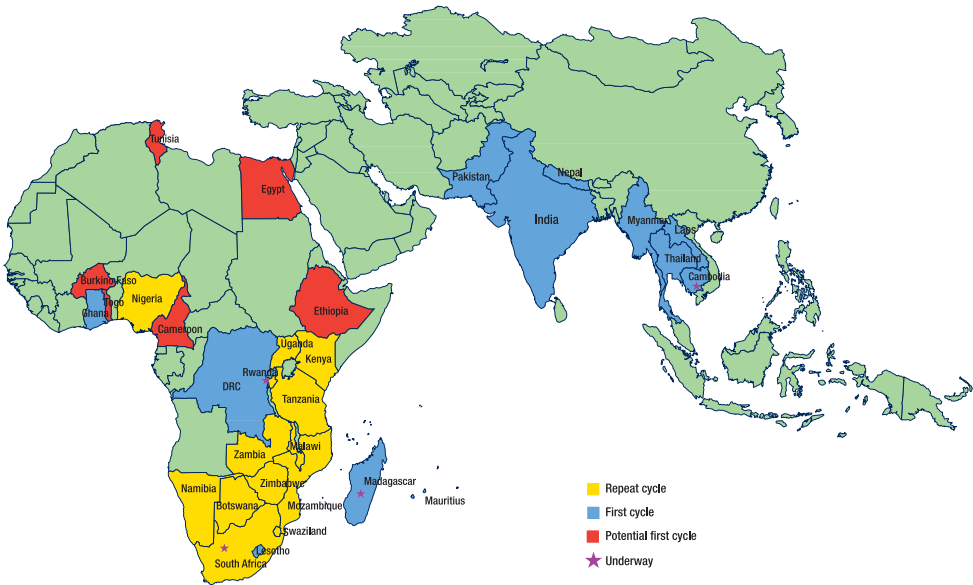 Tunisia
Egypt
Pakistan
Nepal
India
Myanmar
Laos
Thailand
Cambodia
Burkino Faso
Togo
Ghana
Nigeria
Cameroon
Ethiopia
Uganda
Kenya
Rwanda
DRC
Tanzania
Malawi
Zambia
Zimbabwe
Namibia
Botswana
Mozambique
Madagascar
Mauritius
Swaziland
Lesotho
South Africa
Repeat cycle
First cycle
Potential first cycle
Underway